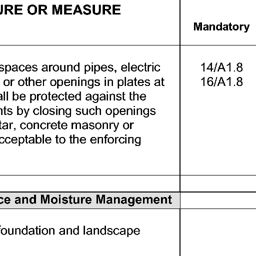 URE OR MEASURE
Mandatory
spaces around pipes, electric
14/A1.8
or other openings in plates at
16/A1.8
all be protected against the
nts by closing such openings
tar, concrete masonry or
cceptable to the enforcing
ce and Moisture Management
foundation and landscape